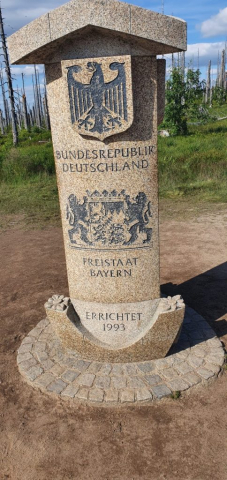 BUNDESREPUBLIK
DEUTSCHLAND
FREISTAAT
BAYERN
ERRICHTET
1993